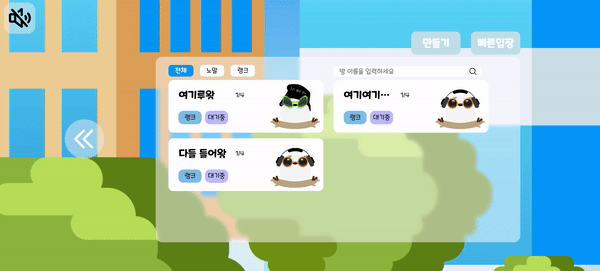 만들기 빠른입장
전체 노말 랭크
방 이름을 입력하세요
여기루왓 1/4
랭크 대기중
여기여기… 1/4
랭크 대기중
다들 들어왓 1/4
랭크 대기중